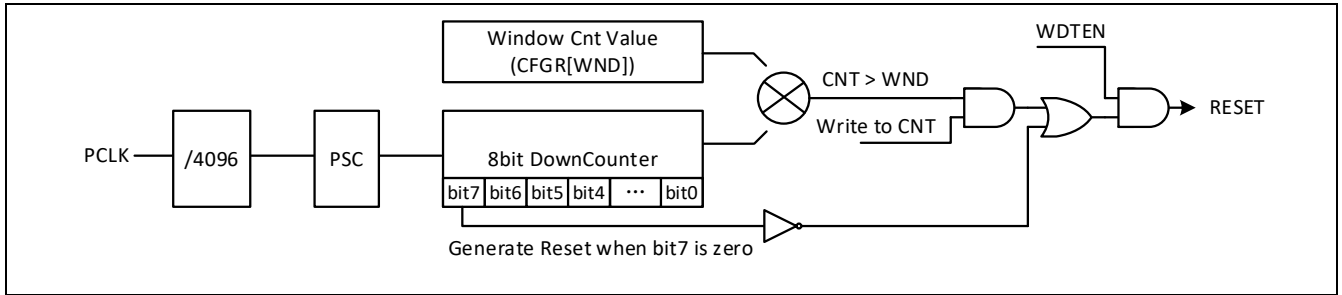 WDTEN
Window Cnt Value
(CFGR[WND])
CNT > WND
RESET
Write to CNT
PCLK
/4096
PSC
8bit DownCounter
bit7 bit6 bit5 bit4 ··· bit0
Generate Reset when bit7 is zero